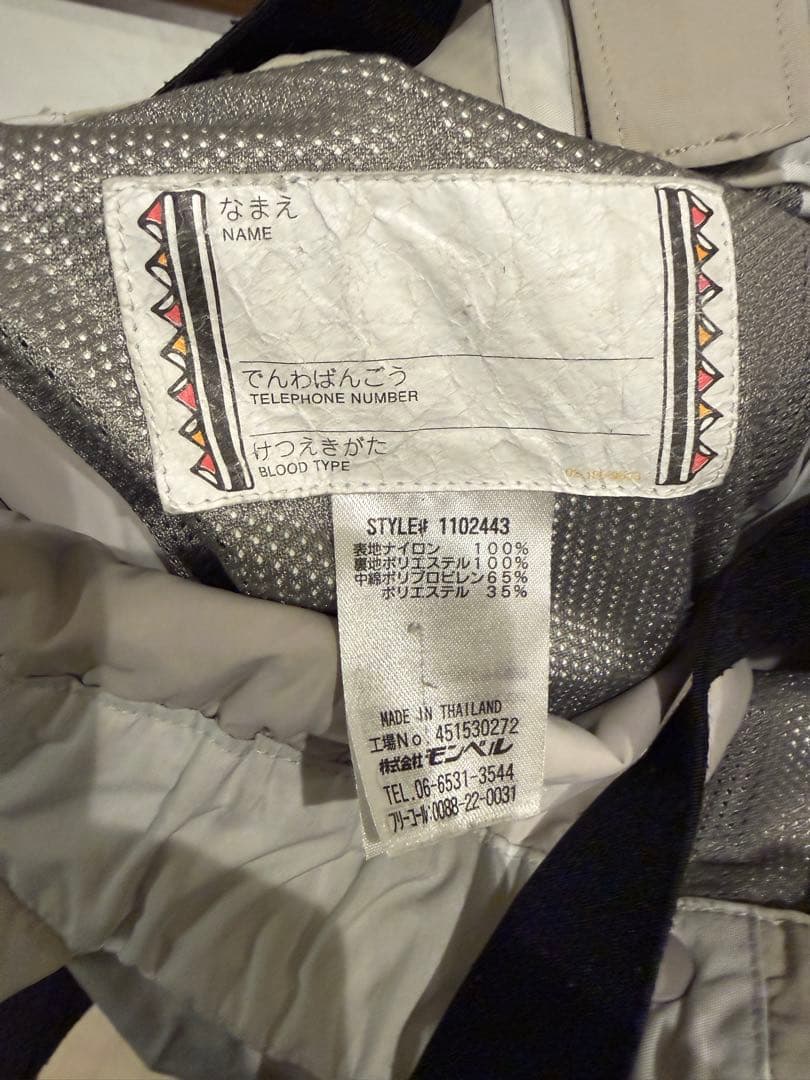 なまえ
NAME
でんわばんごう
TELEPHONE NUMBER
けつえきがた
BLOOD TYPE
STYLE# 1102443
表地ナイロン 100%
裏地ポリエステル100%
中綿ポリプロピレン65%
ポリエステル 35%
MADE IN THAILAND
工場No. 451530272
株式会社モンベル
TEL.06-6531-3544
フリーコール:0088-22-0031